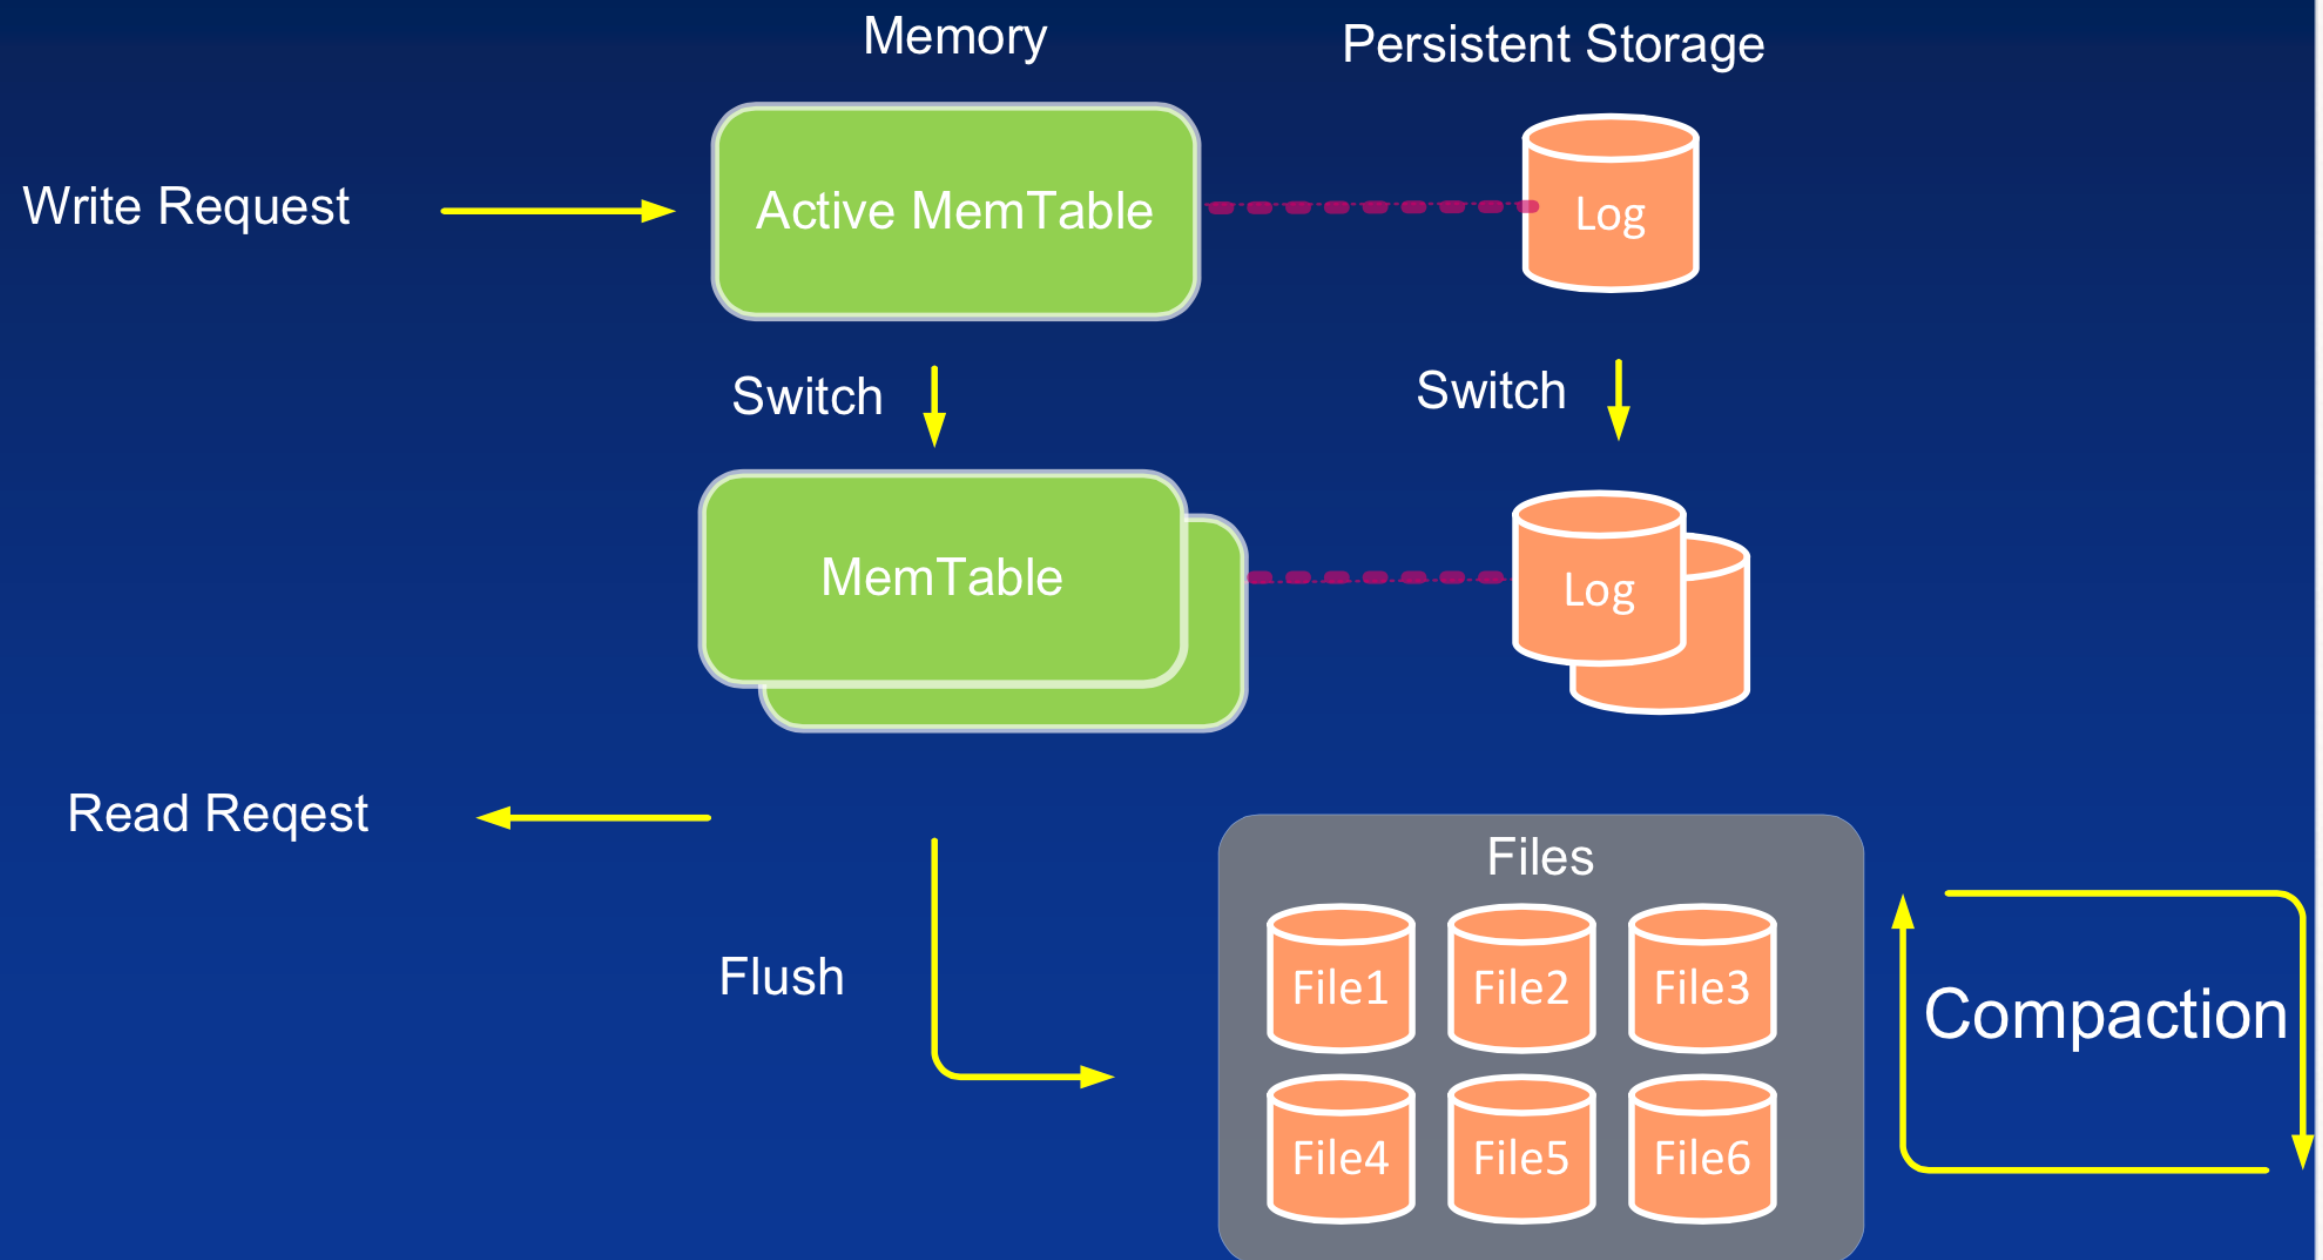 Memory
Persistent Storage
Write Request
Active MemTable
Log
Switch
Switch
MemTable
Log
Read Reqest
Files
File1 File2 File3
Flush
Compaction
File4 File5 File6